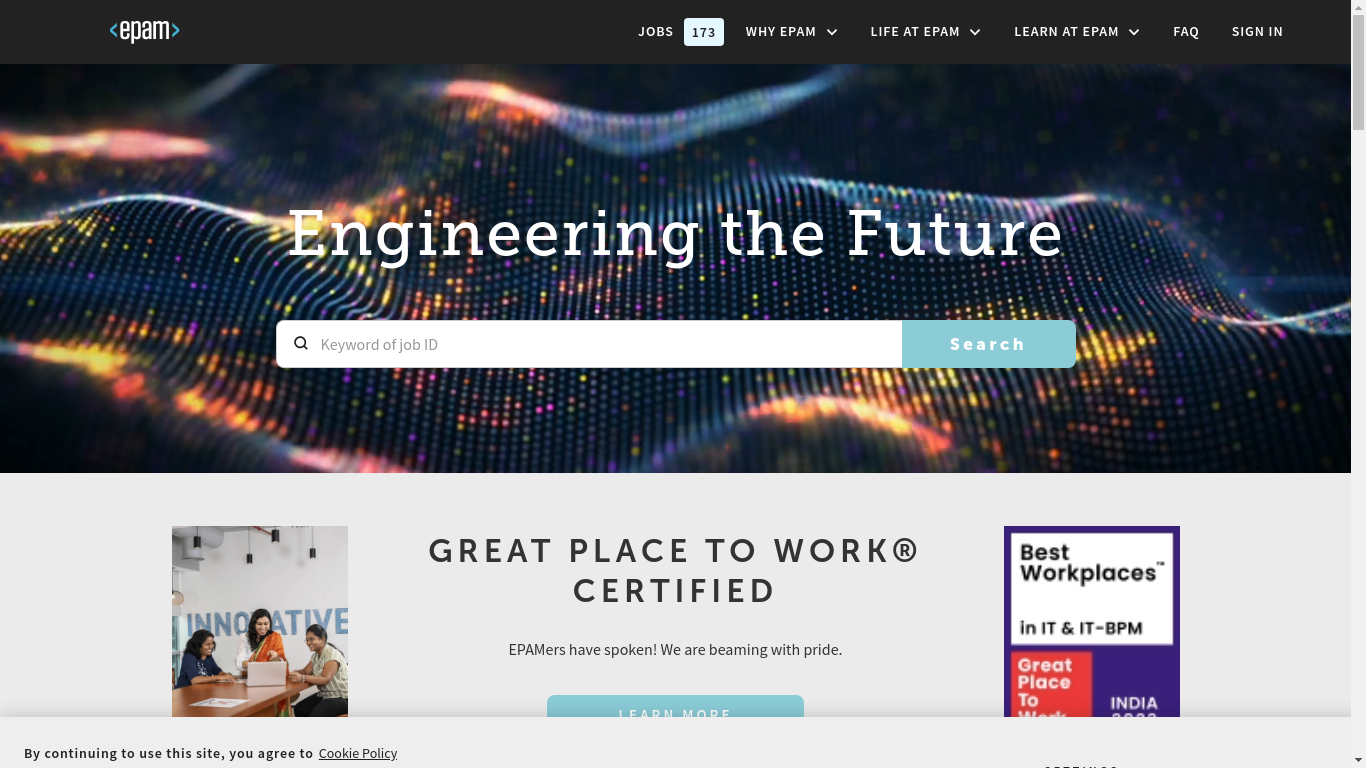 <epam>
JOBS 173 WHY EPAM LIFE AT EPAM LEARN AT EPAM FAQ SIGN IN
Engineering the Future
Keyword of job ID Search
INNOVATIVE
GREAT PLACE TO WORK®
CERTIFIED
EPAMers have spoken! We are beaming with pride.
LEARN MORE
Best
Workplaces™
in IT & IT-BPM
Great
Place
To
Work
INDIA
By continuing to use this site, you agree to Cookie Policy